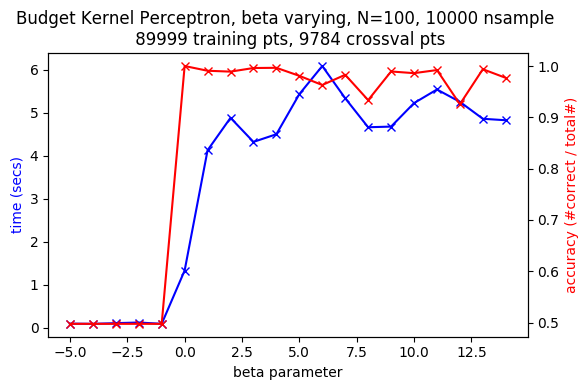 Budget Kernel Perceptron, beta varying, N=100, 10000 nsample
89999 training pts, 9784 crossval pts
6
5
4
3
2
1
0
time (secs)
1.0
0.9
0.8
0.7
0.6
0.5
accuracy (#correct / total#)
−5.0 −2.5 0.0 2.5 5.0 7.5 10.0 12.5
beta parameter